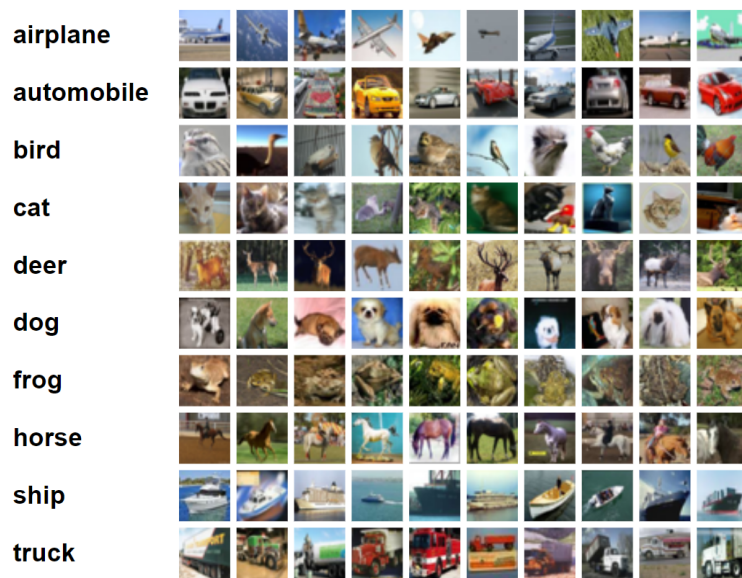 airplane
automobile
bird
cat
deer
dog
frog
horse
ship
truck